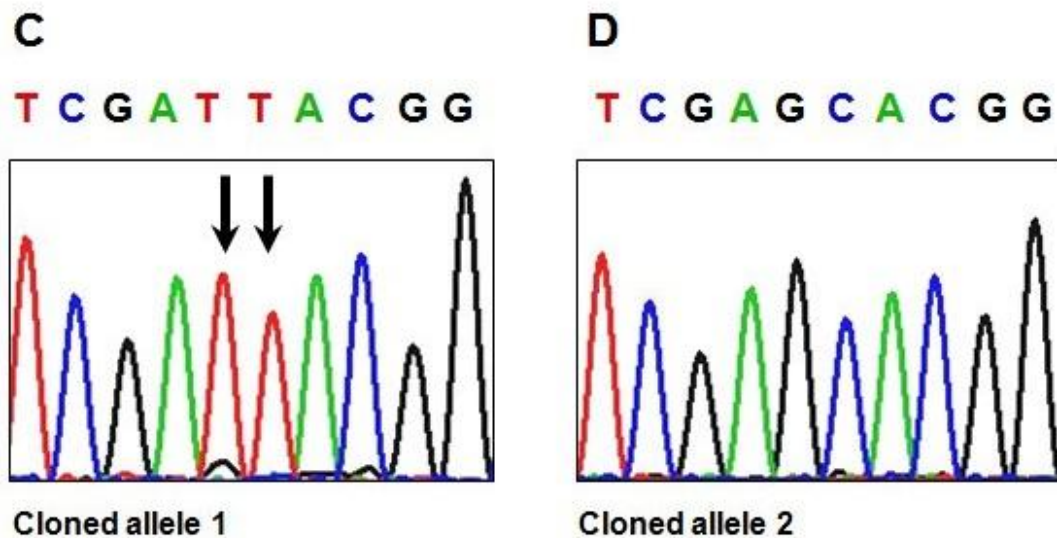 C
T C G A T T A C G G
Cloned allele 1
D
T C G A G C A C G G
Cloned allele 2